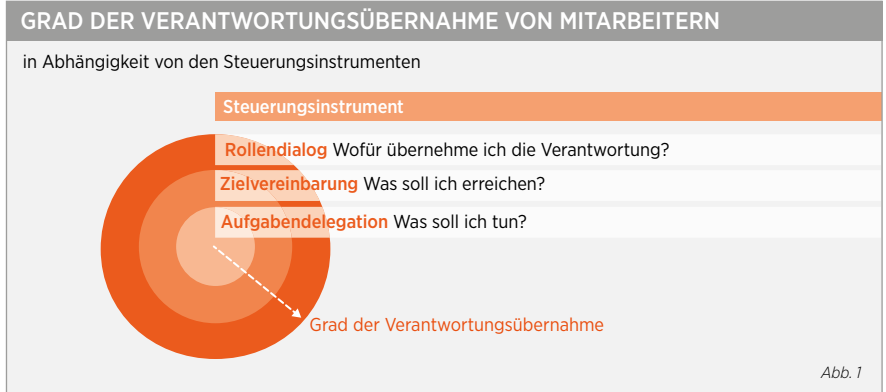 GRAD DER VERANTWORTUNGSÜBERNAHME VON MITARBEITERN
in Abhängigkeit von den Steuerungsinstrumenten
Steuerungsinstrument
Rollendialog Wofür übernehme ich die Verantwortung?
Zielvereinbarung Was soll ich erreichen?
Aufgabendelegation Was soll ich tun?
Grad der Verantwortungsübernahme
Abb. 1